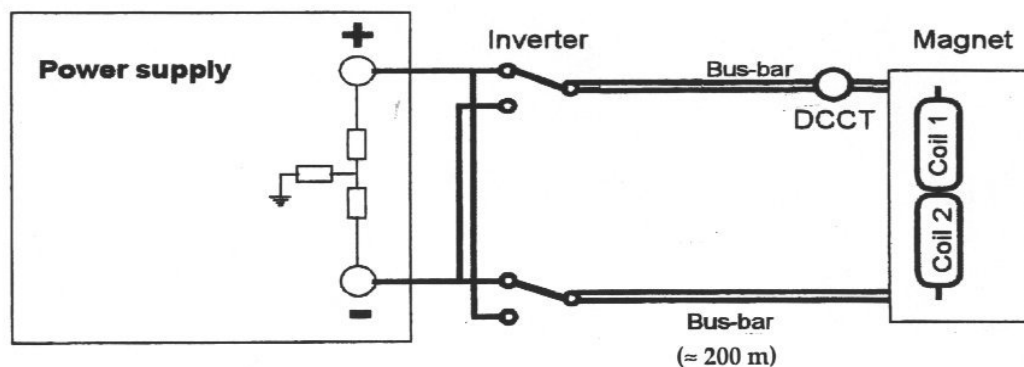 Power supply
+
-
Inverter
Bus-bar
DCCT
Magnet
Coil 1
Coil 2
Bus-bar
(≈ 200 m)